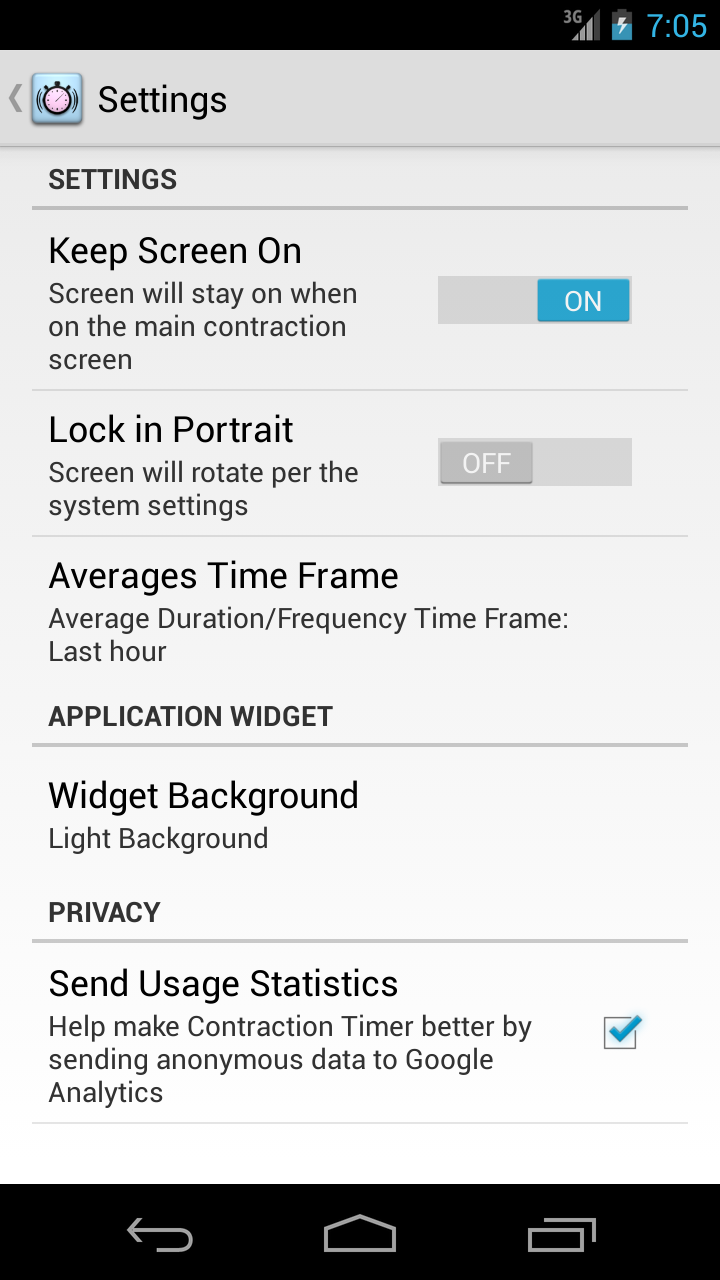 3G
7:05
Settings
SETTINGS
Keep Screen On
Screen will stay on when
on the main contraction
screen
ON
Lock in Portrait
Screen will rotate per the
system settings
OFF
Averages Time Frame
Average Duration/Frequency Time Frame:
Last hour
APPLICATION WIDGET
Widget Background
Light Background
PRIVACY
Send Usage Statistics
Help make Contraction Timer better by
sending anonymous data to Google
Analytics